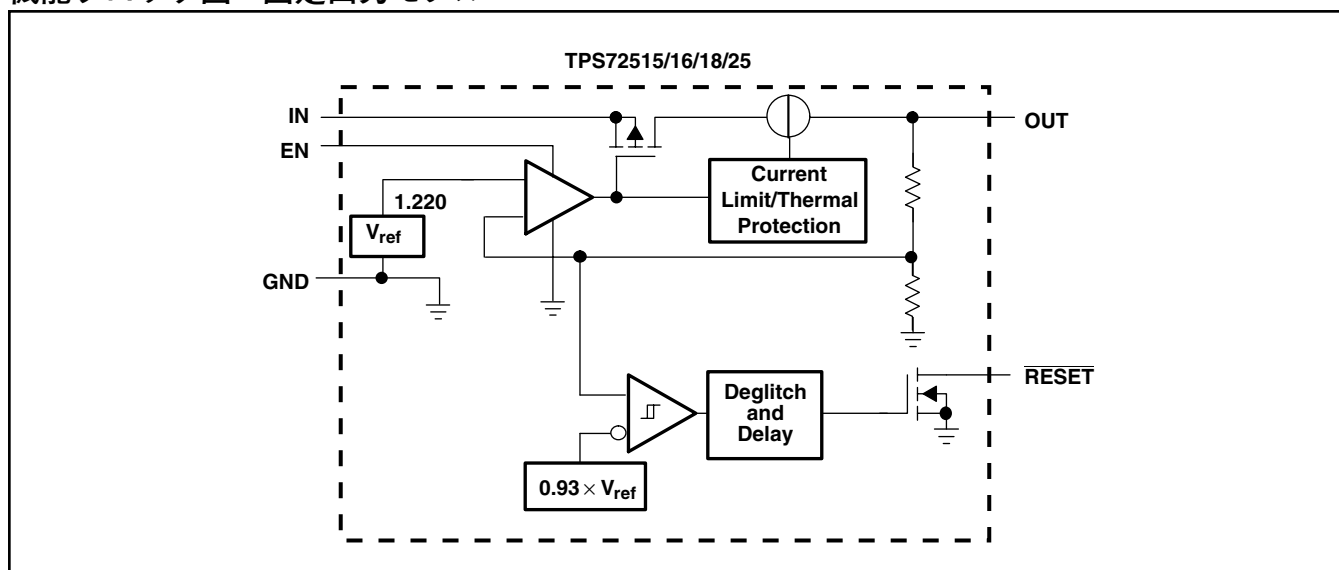 TPS72515/16/18/25
IN
OUT
EN
Current
Limit/Thermal
Protection
1.220
Vref
GND
RESET
Deglitch
and
Delay
0.93 × Vref